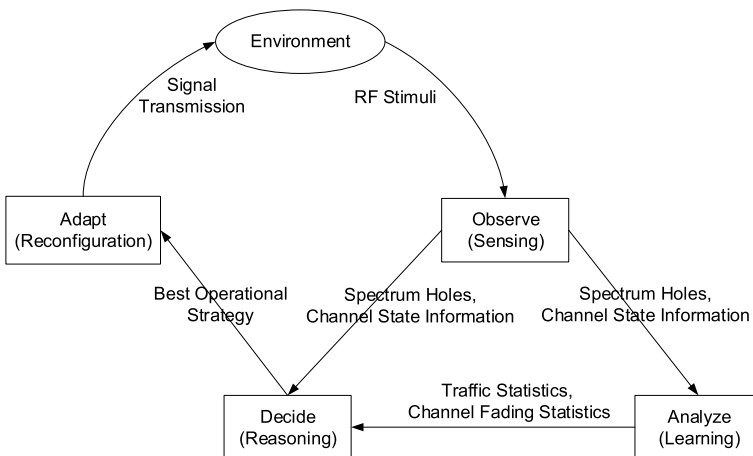 Environment
Signal
Transmission
RF Stimuli
Adapt
(Reconfiguration)
Observe
(Sensing)
Best Operational
Strategy
Spectrum Holes,
Channel State Information
Spectrum Holes,
Channel State Information
Traffic Statistics,
Channel Fading Statistics
Decide
(Reasoning)
Analyze
(Learning)